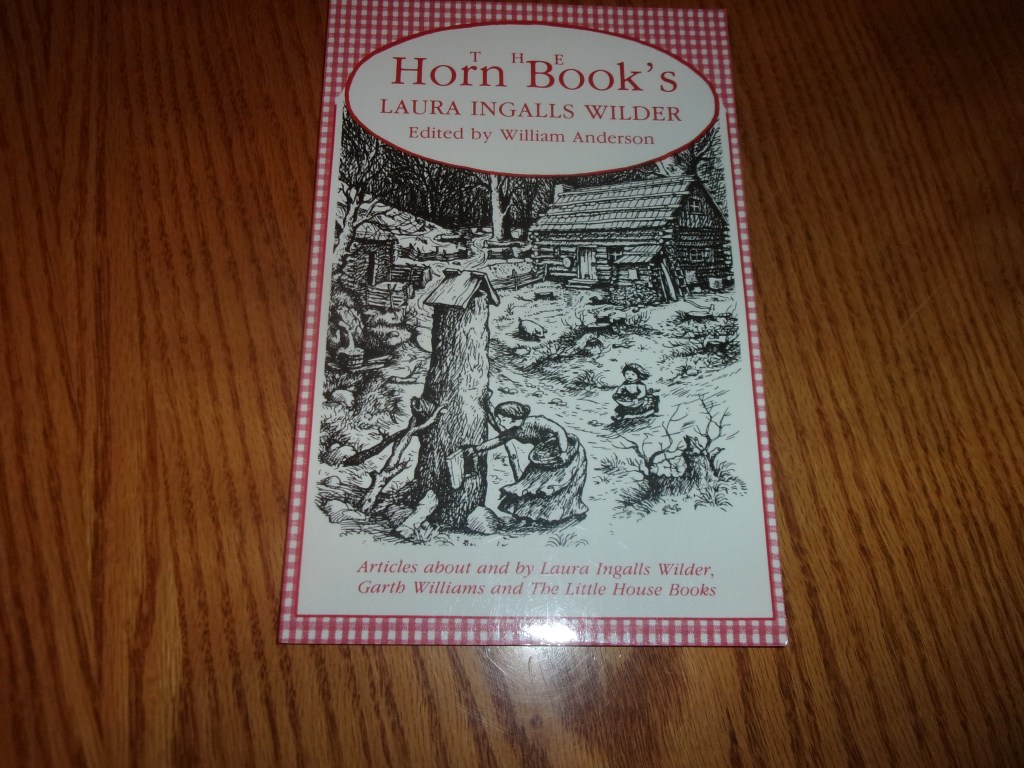 THE
Horn Book's
LAURA INGALLS WILDER
Edited by William Anderson
Articles about and by Laura Ingalls Wilder,
Garth Williams and The Little House Books